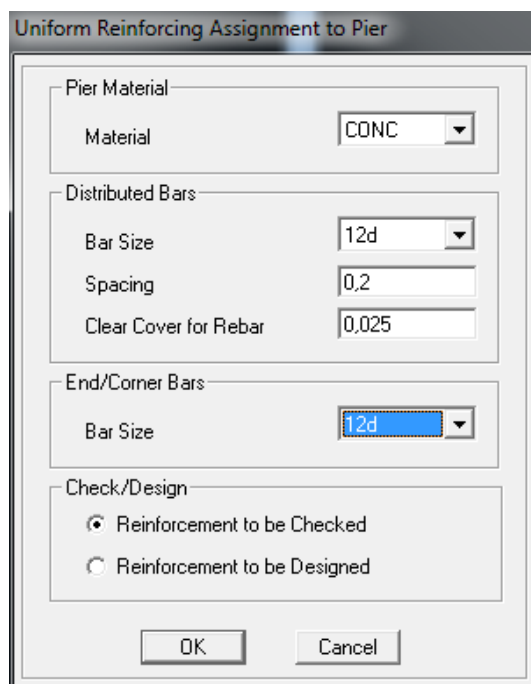 Uniform Reinforcing Assignment to Pier
Pier Material
Material CONC
Distributed Bars
Bar Size 12d
Spacing 0,2
Clear Cover for Rebar 0,025
End/Corner Bars
Bar Size 12d
Check/Design
Reinforcement to be Checked
Reinforcement to be Designed
OK Cancel